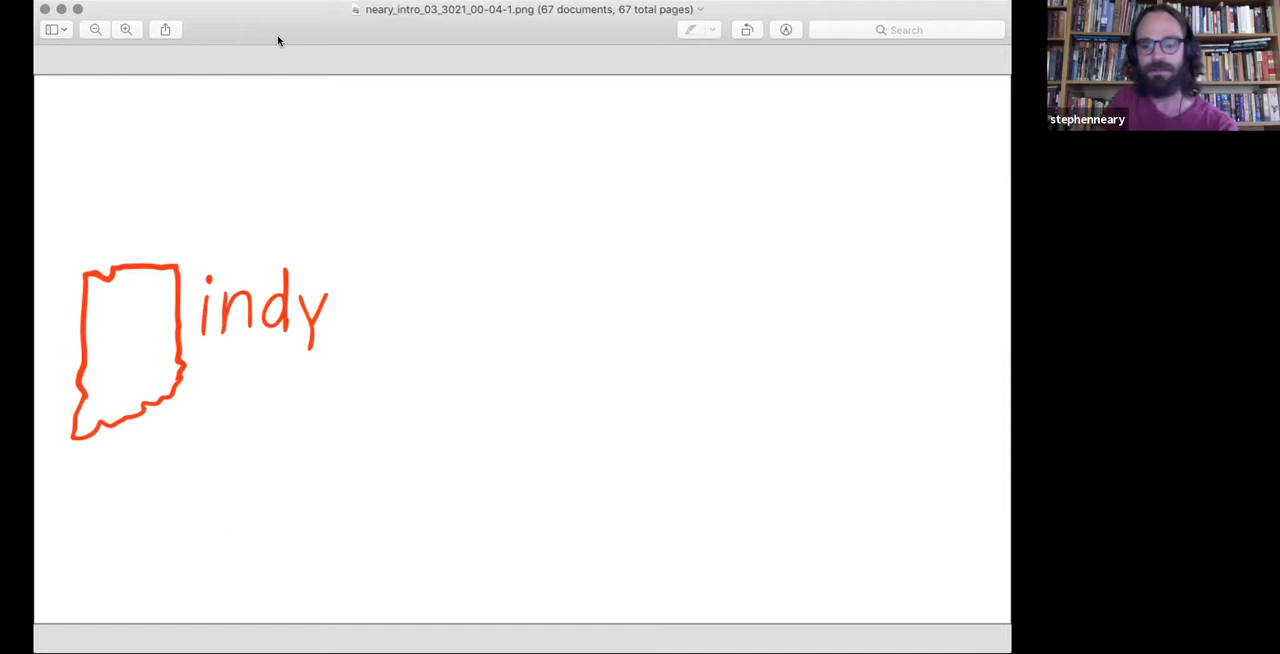 neary_intro_03_3021_00-04-1.png (67 documents, 67 total pages)
Search
stephenneary
indy